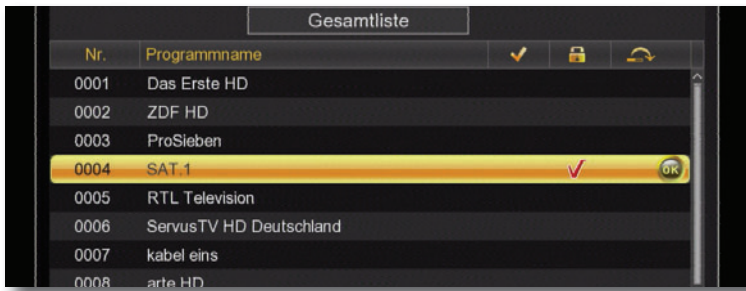 Gesamtliste
Nr. Programmname
0001 Das Erste HD
0002 ZDF HD
0003 ProSieben
0004 SAT.1 OK
0005 RTL Television
0006 ServusTV HD Deutschland
0007 kabel eins
0008 arte HD